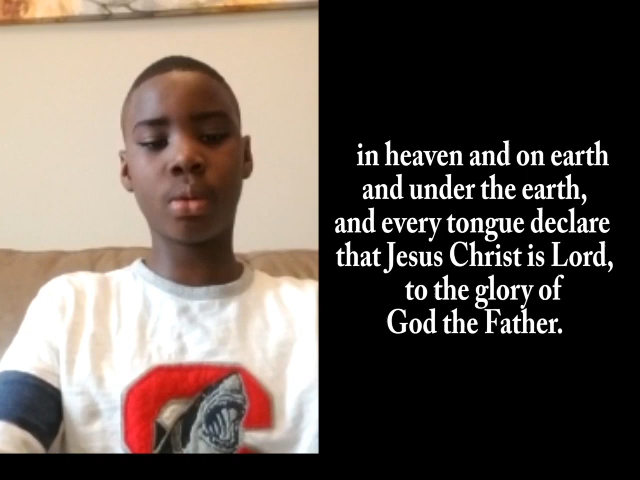 in heaven and on earth
and under the earth,
and every tongue declare
that Jesus Christ is Lord,
to the glory of
God the Father.